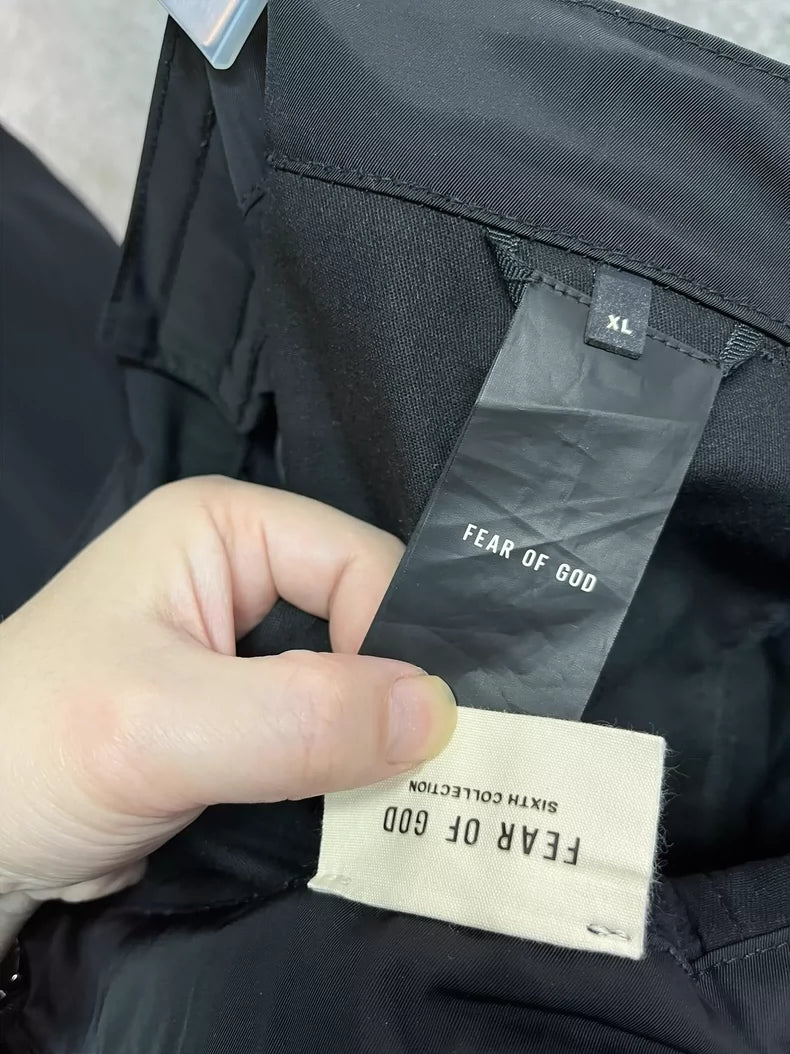 XL
FEAR OF GOD
FEAR OF GOD
SIXTH COLLECTION